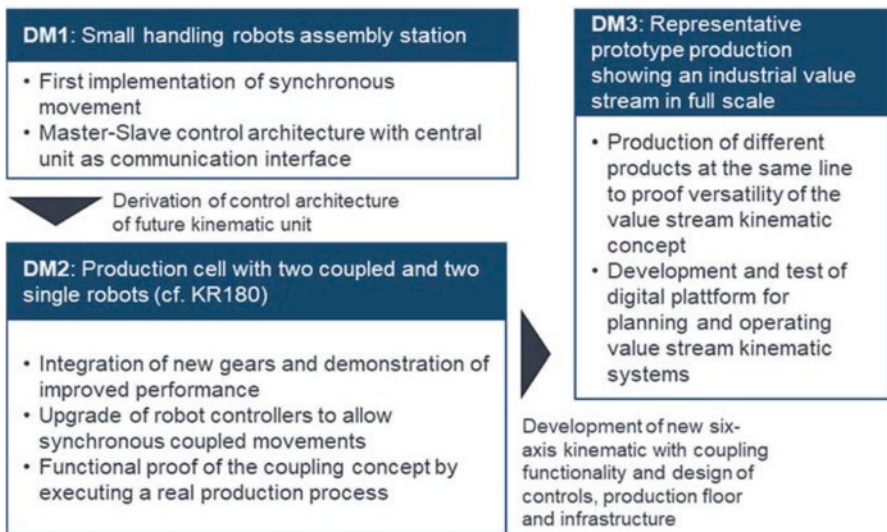 DM1: Small handling robots assembly station
• First implementation of synchronous
movement
• Master-Slave control architecture with central
unit as communication interface
Derivation of control architecture
of future kinematic unit
DM2: Production cell with two coupled and two
single robots (cf. KR180)
• Integration of new gears and demonstration of
improved performance
• Upgrade of robot controllers to allow
synchronous coupled movements
• Functional proof of the coupling concept by
executing a real production process
Development of new six-
axis kinematic with coupling
functionality and design of
controls, production floor
and infrastructure
DM3: Representative
prototype production
showing an industrial value
stream in full scale
• Production of different
products at the same line
to proof versatility of the
value stream kinematic
concept
• Development and test of
digital plattform for
planning and operating
value stream kinematic
systems